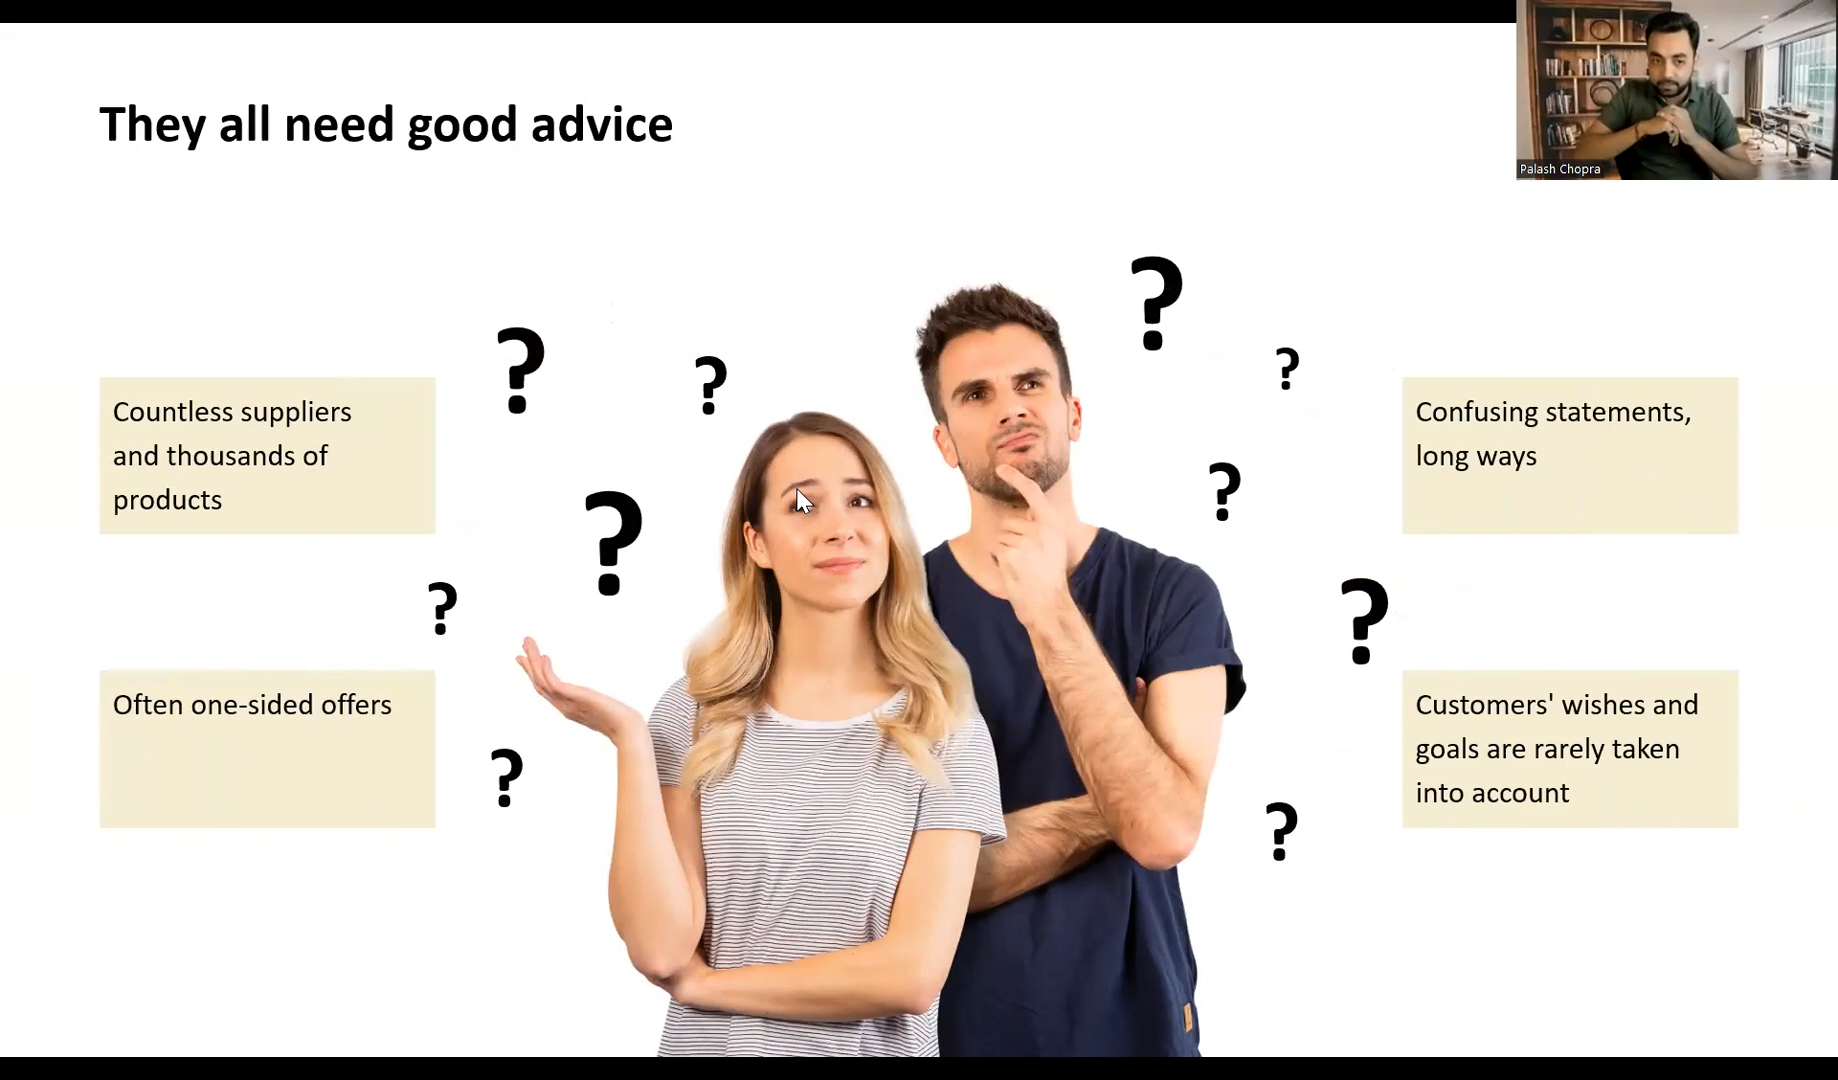 They all need good advice
Palash Chopra
?
?
?
?
?
?
?
?
?
?
?
Countless suppliers
and thousands of
products
Confusing statements,
long ways
Often one-sided offers
Customers' wishes and
goals are rarely taken
into account